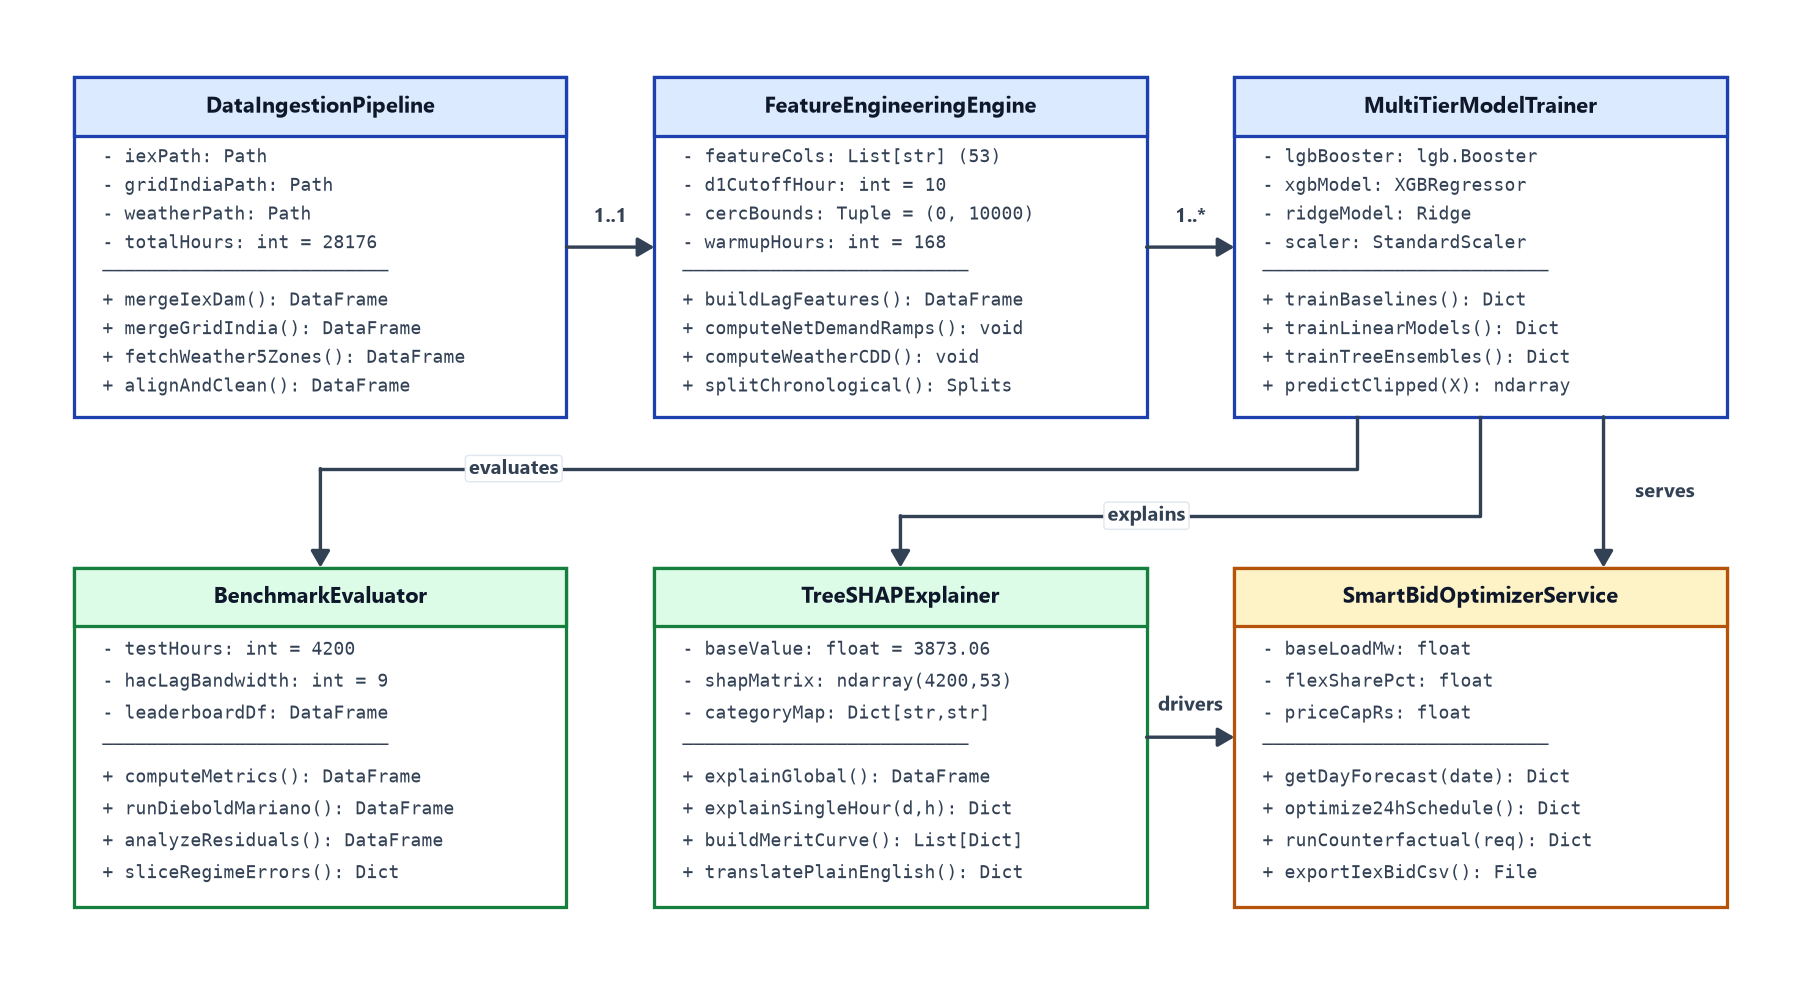 DataIngestionPipeline
- iexPath: Path
- gridIndiaPath: Path
- weatherPath: Path
- totalHours: int = 28176
+ mergeIexDam(): DataFrame
+ mergeGridIndia(): DataFrame
+ fetchWeather5Zones(): DataFrame
+ alignAndClean(): DataFrame
1..1
FeatureEngineeringEngine
- featureCols: List[str] (53)
- d1CutoffHour: int = 10
- cercBounds: Tuple = (0, 10000)
- warmupHours: int = 168
+ buildLagFeatures(): DataFrame
+ computeNetDemandRamps(): void
+ computeWeatherCDD(): void
+ splitChronological(): Splits
1..*
MultiTierModelTrainer
- lgbBooster: lgb.Booster
- xgbModel: XGBRegressor
- ridgeModel: Ridge
- scaler: StandardScaler
+ trainBaselines(): Dict
+ trainLinearModels(): Dict
+ trainTreeEnsembles(): Dict
+ predictClipped(X): ndarray
evaluates
explains
serves
BenchmarkEvaluator
- testHours: int = 4200
- hacLagBandwidth: int = 9
- leaderboardDf: DataFrame
+ computeMetrics(): DataFrame
+ runDieboldMariano(): DataFrame
+ analyzeResiduals(): DataFrame
+ sliceRegimeErrors(): Dict
TreeSHAPExplainer
- baseValue: float = 3873.06
- shapMatrix: ndarray(4200,53)
- categoryMap: Dict[str,str]
+ explainGlobal(): DataFrame
+ explainSingleHour(d,h): Dict
+ buildMeritCurve(): List[Dict]
+ translatePlainEnglish(): Dict
drivers
SmartBidOptimizerService
- baseLoadMw: float
- flexSharePct: float
- priceCapRs: float
+ getDayForecast(date): Dict
+ optimize24hSchedule(): Dict
+ runCounterfactual(req): Dict
+ exportIexBidCsv(): File